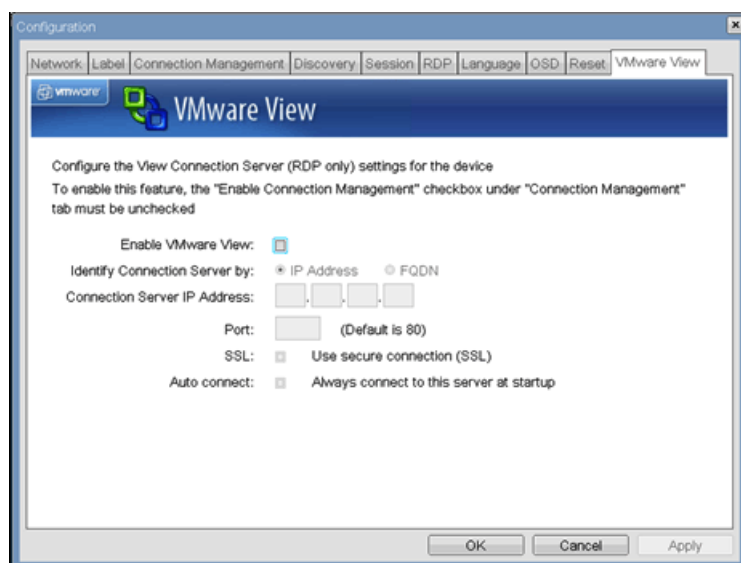 Configuration
Network Label Connection Management Discovery Session RDP Language OSD Reset VMware View
vmware
VMware View
Configure the View Connection Server (RDP only) settings for the device
To enable this feature, the "Enable Connection Management" checkbox under "Connection Management"
tab must be unchecked
Enable VMware View:
Identify Connection Server by: IP Address FQDN
Connection Server IP Address: . . .
Port: (Default is 80)
SSL: Use secure connection (SSL)
Auto connect: Always connect to this server at startup
OK Cancel Apply